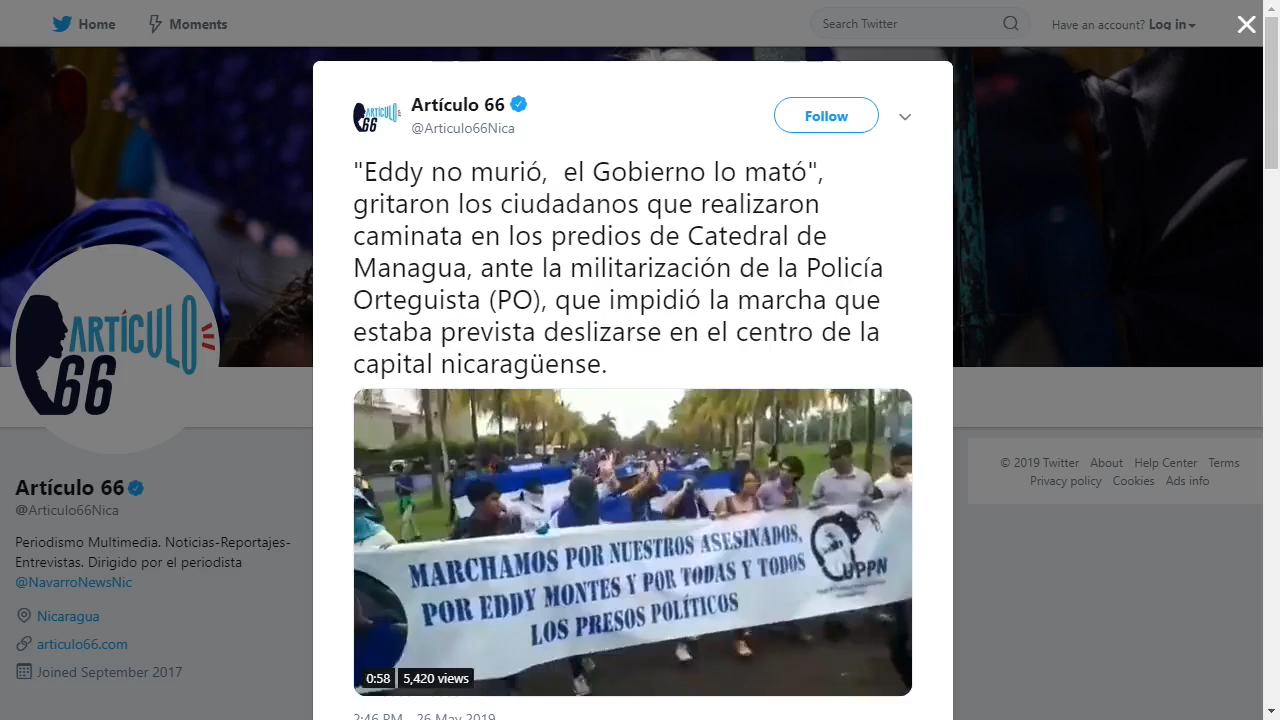 Home
Moments
Search Twitter
Have an account? Log in
Artículo 66
@Articulo66Nica
Follow
"Eddy no murió,  el Gobierno lo mató",
gritaron los ciudadanos que realizaron
caminata en los predios de Catedral de
Managua, ante la militarización de la Policía
Orteguista (PO), que impidió la marcha que
estaba prevista deslizarse en el centro de la
capital nicaragüense.
MARCHAMOS POR NUESTROS ASESINADOS,
POR EDDY MONTES Y POR TODAS Y TODOS
LOS PRESOS POLÍTICOS
UPPN
0:58
5,420 views
2:46 PM - 26 May 2019
ARTÍCULO
66
ARTÍCULO
66
Artículo 66
@Articulo66Nica
Periodismo Multimedia. Noticias-Reportajes-
Entrevistas. Dirigido por el periodista
@NavarroNewsNic
Nicaragua
articulo66.com
Joined September 2017
© 2019 Twitter About Help Center Terms
Privacy policy Cookies Ads info